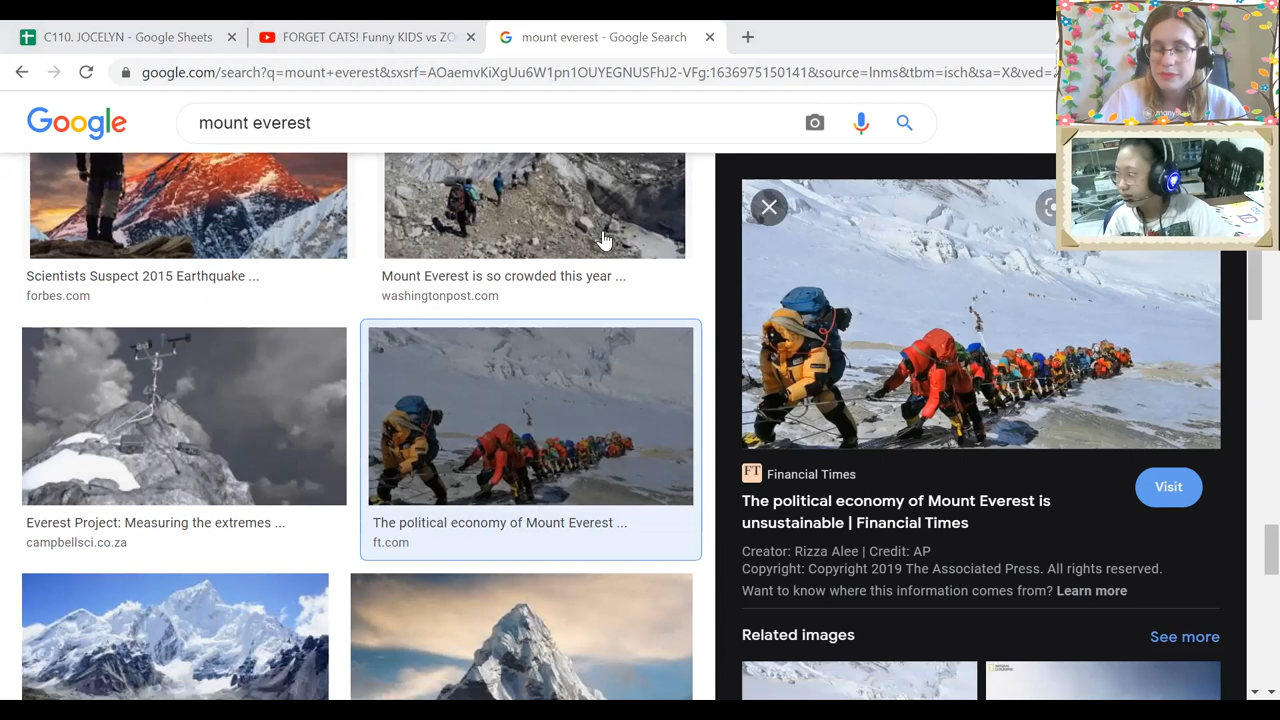 C110. JOCELYN - Google Sheets
FORGET CATS! Funny KIDS vs ZO
mount everest - Google Search
google.com/search?q=mount+everest&sxsrf=AOaemvKiXgUu6W1pn1OUYEGNUSFhJ2-VFg:1636975150141&source=lnms&tbm=isch&sa=X&ved=2
Google
mount everest
Scientists Suspect 2015 Earthquake ...
forbes.com
Mount Everest is so crowded this year ...
washingtonpost.com
Everest Project: Measuring the extremes ...
campbellsci.co.za
The political economy of Mount Everest ...
ft.com
FT Financial Times
The political economy of Mount Everest is
unsustainable | Financial Times
Visit
Creator: Rizza Alee | Credit: AP
Copyright: Copyright 2019 The Associated Press. All rights reserved.
Want to know where this information comes from? Learn more
Related images
See more